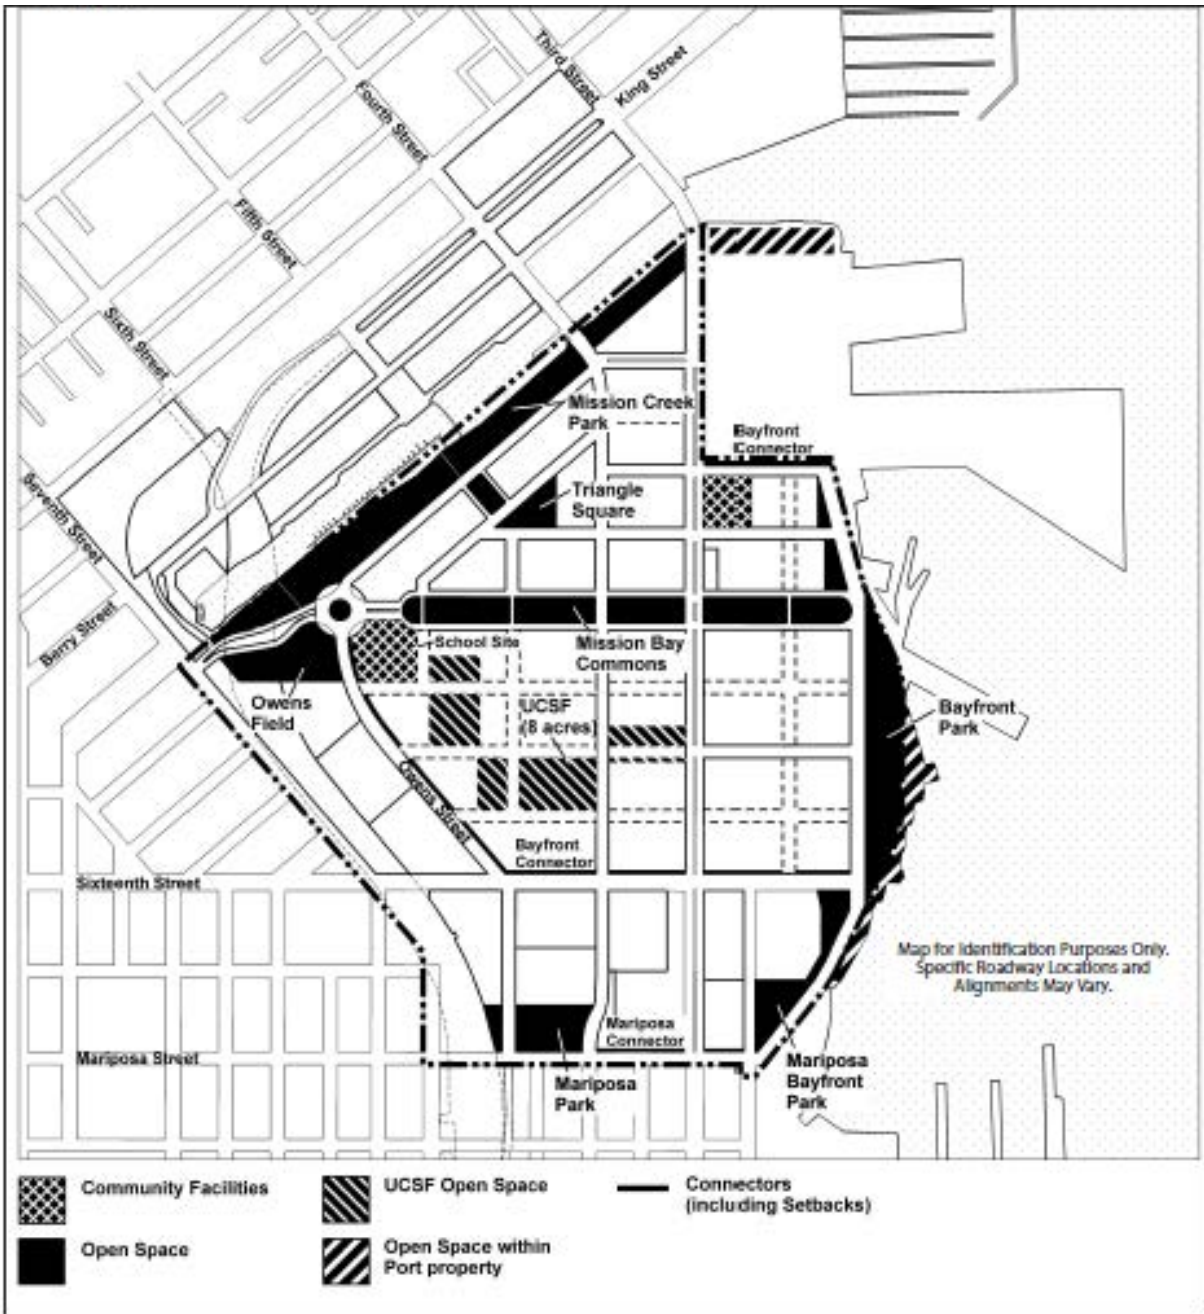 Third Street
King Street
Fourth Street
Fifth Street
Sixth Street
Seventh Street
Berry Street
Mission Creek
Park
Bayfront
Connector
Triangle
Square
School Site
Mission Bay
Commons
Owens
Field
UCSF
(8 acres)
Bayfront
Park
Owens Street
Bayfront
Connector
Sixteenth Street
Map for Identification Purposes Only.
Specific Roadway Locations and
Alignments May Vary.
Mariposa
Connector
Mariposa Street
Mariposa
Park
Mariposa
Bayfront
Park
Community Facilities
UCSF Open Space
Connectors
(including Setbacks)
Open Space
Open Space within
Port property